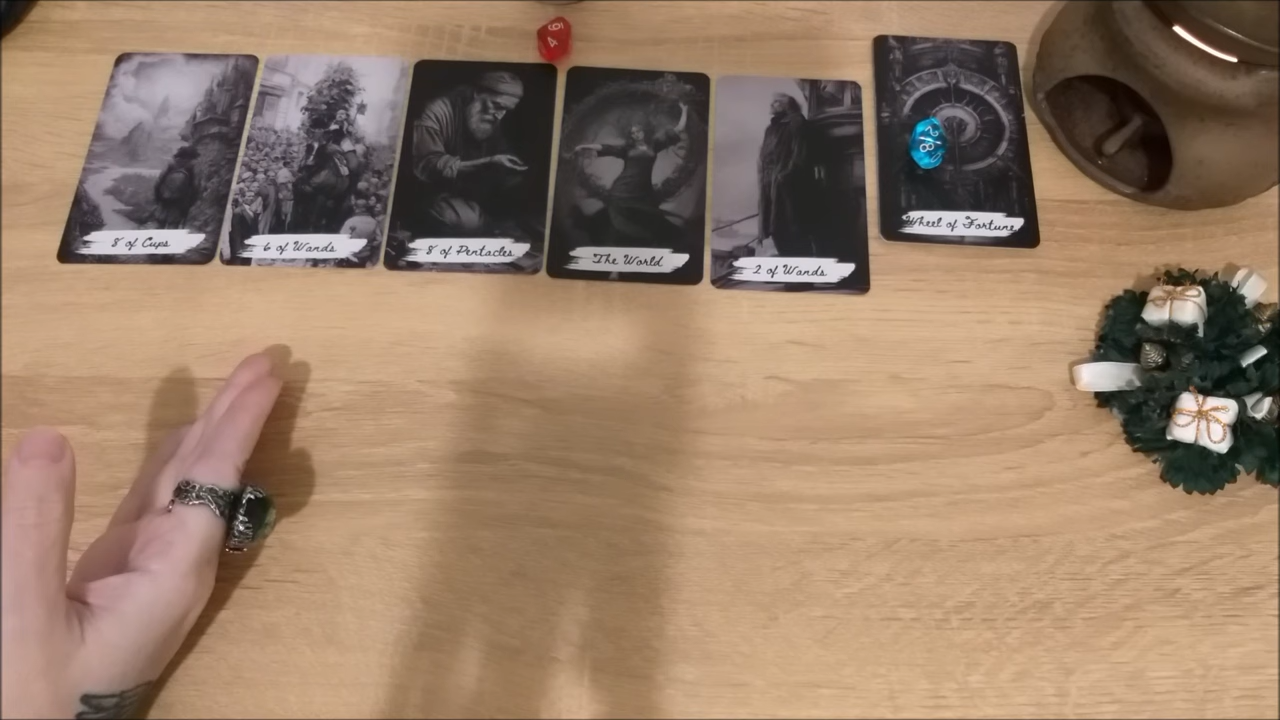 8 of Cups
6 of Wands
8 of Pentacles
The World
2 of Wands
Wheel of Fortune